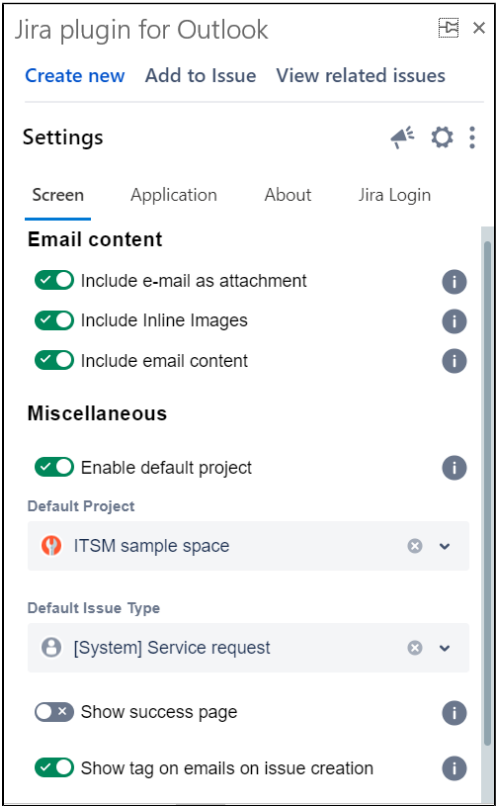 Jira plugin for Outlook
Create new Add to Issue View related issues
Settings
Screen Application About Jira Login
Email content
Include e-mail as attachment
Include Inline Images
Include email content
Miscellaneous
Enable default project
Default Project
ITSM sample space
Default Issue Type
[System] Service request
Show success page
Show tag on emails on issue creation